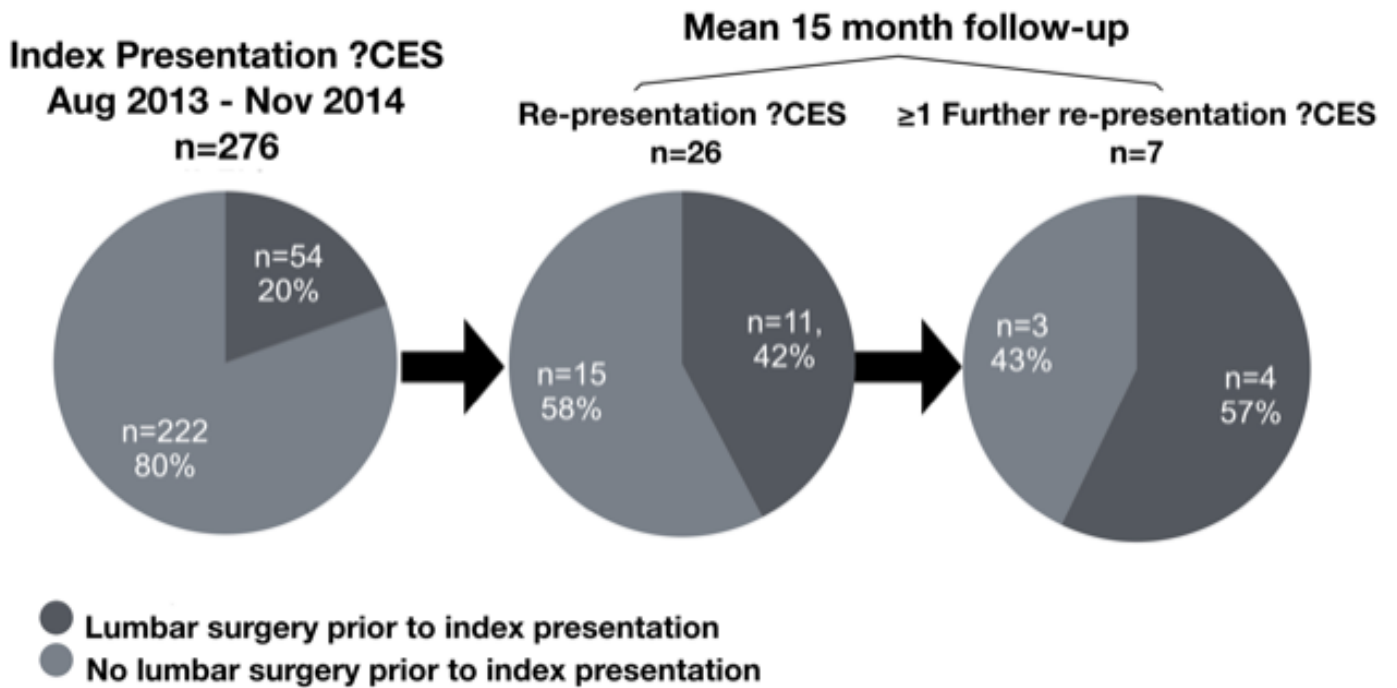 Index Presentation ?CES
Aug 2013 - Nov 2014
n=276
Mean 15 month follow-up
Re-presentation ?CES
n=26
≥1 Further re-presentation ?CES
n=7
n=54
20%
n=222
80%
n=11,
42%
n=15
58%
n=3
43%
n=4
57%
Lumbar surgery prior to index presentation
No lumbar surgery prior to index presentation